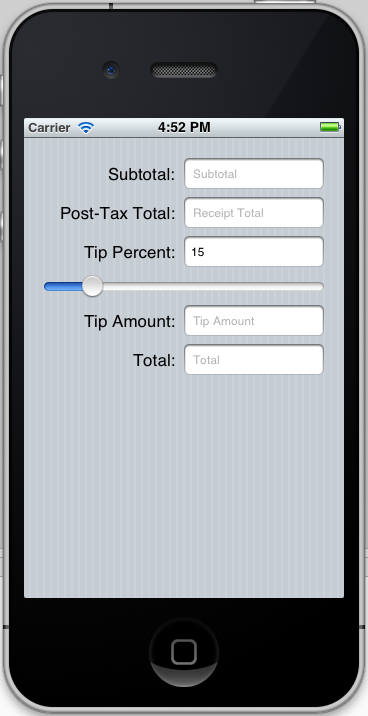 Carrier 4:52 PM
Subtotal: Subtotal
Post-Tax Total: Receipt Total
Tip Percent: 15
Tip Amount: Tip Amount
Total: Total